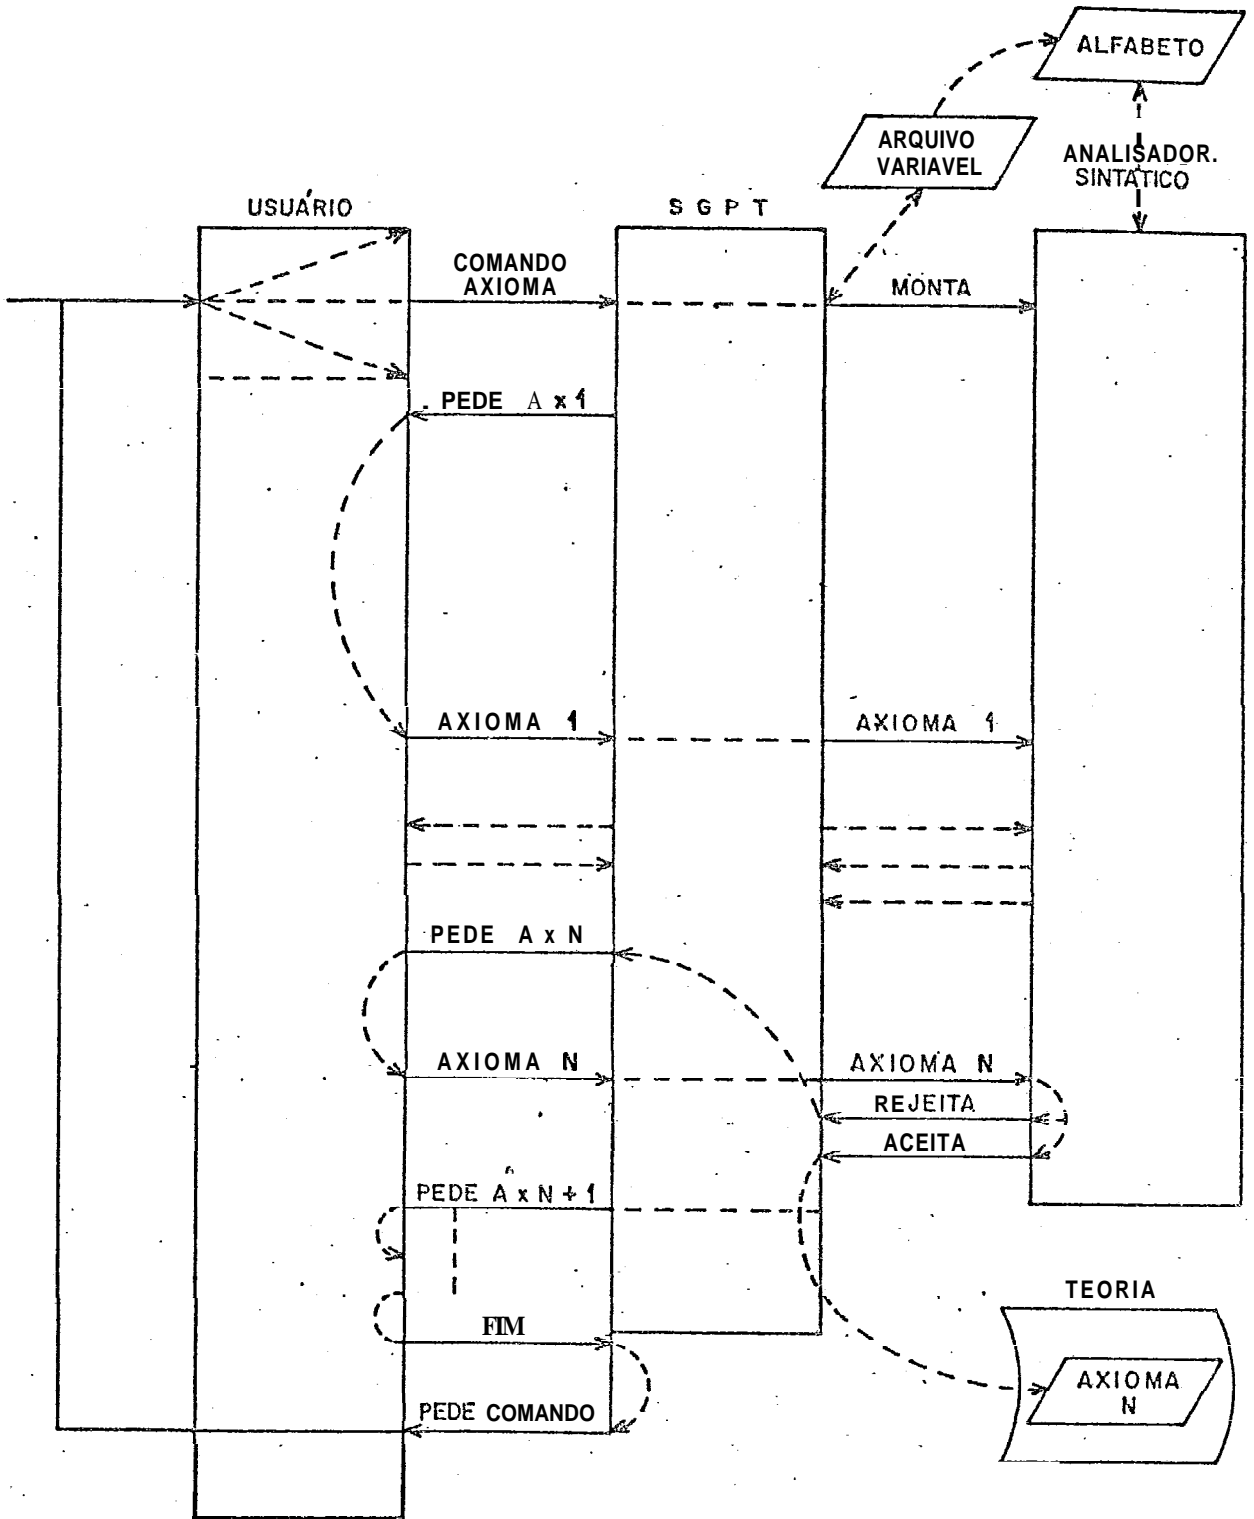 ALFABETO
ARQUIVO
VARIAVEL
ANALISADOR.
SINTÁTICO
USUÁRIO
S G P T
COMANDO
AXIOMA
MONTA
PEDE A x 1
AXIOMA 1
AXIOMA 1
PEDE A x N
AXIOMA N
AXIOMA N
REJEITA
ACEITA
PEDE A x N + 1
TEORIA
FIM
AXIOMA
N
PEDE COMANDO